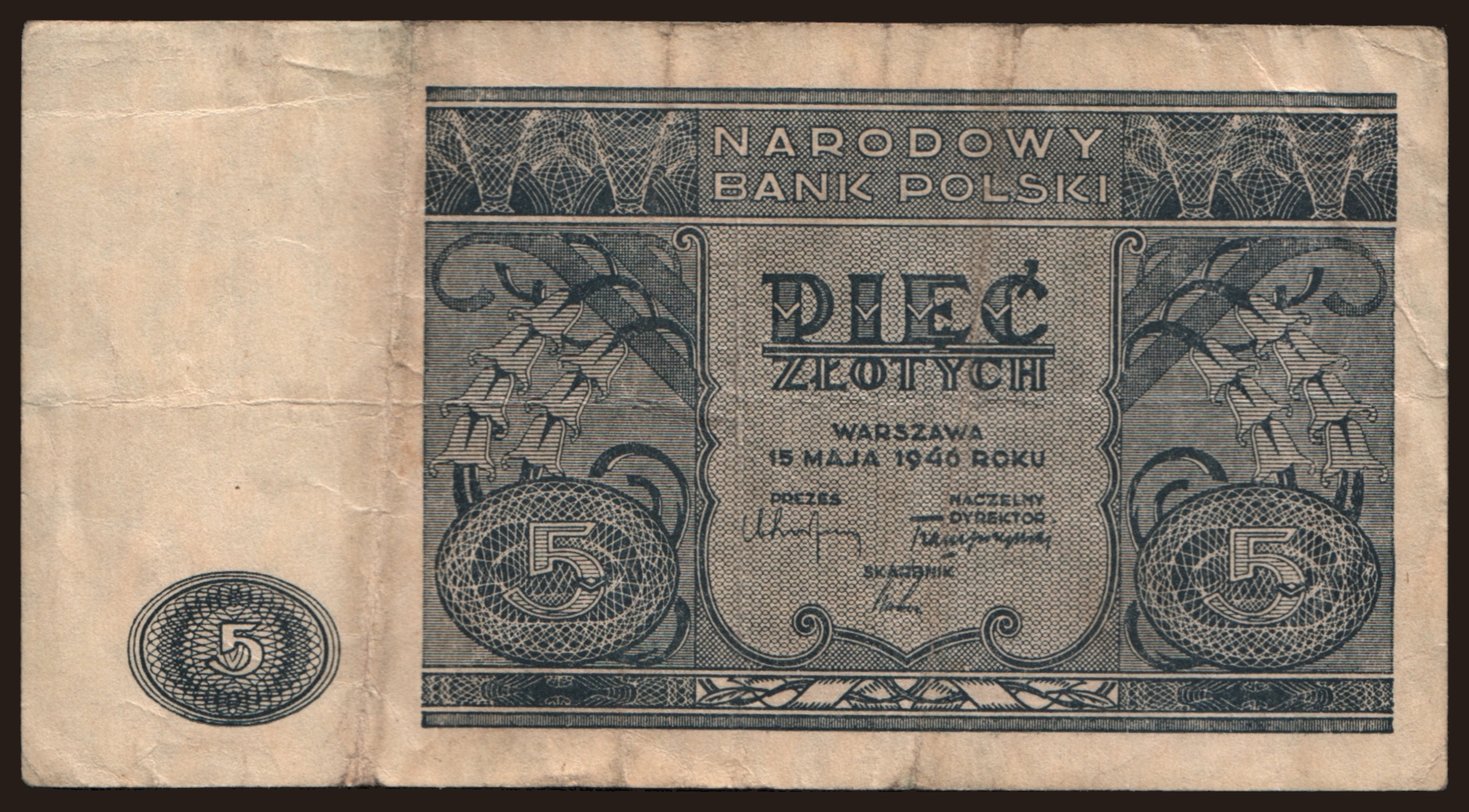 NARODOWY
BANK POLSKI
PIĘĆ
ZŁOTYCH
WARSZAWA
15 MAJA 1946 ROKU
PREZES
NACZELNY
DYREKTOR
SKARBNIK
5
5
5